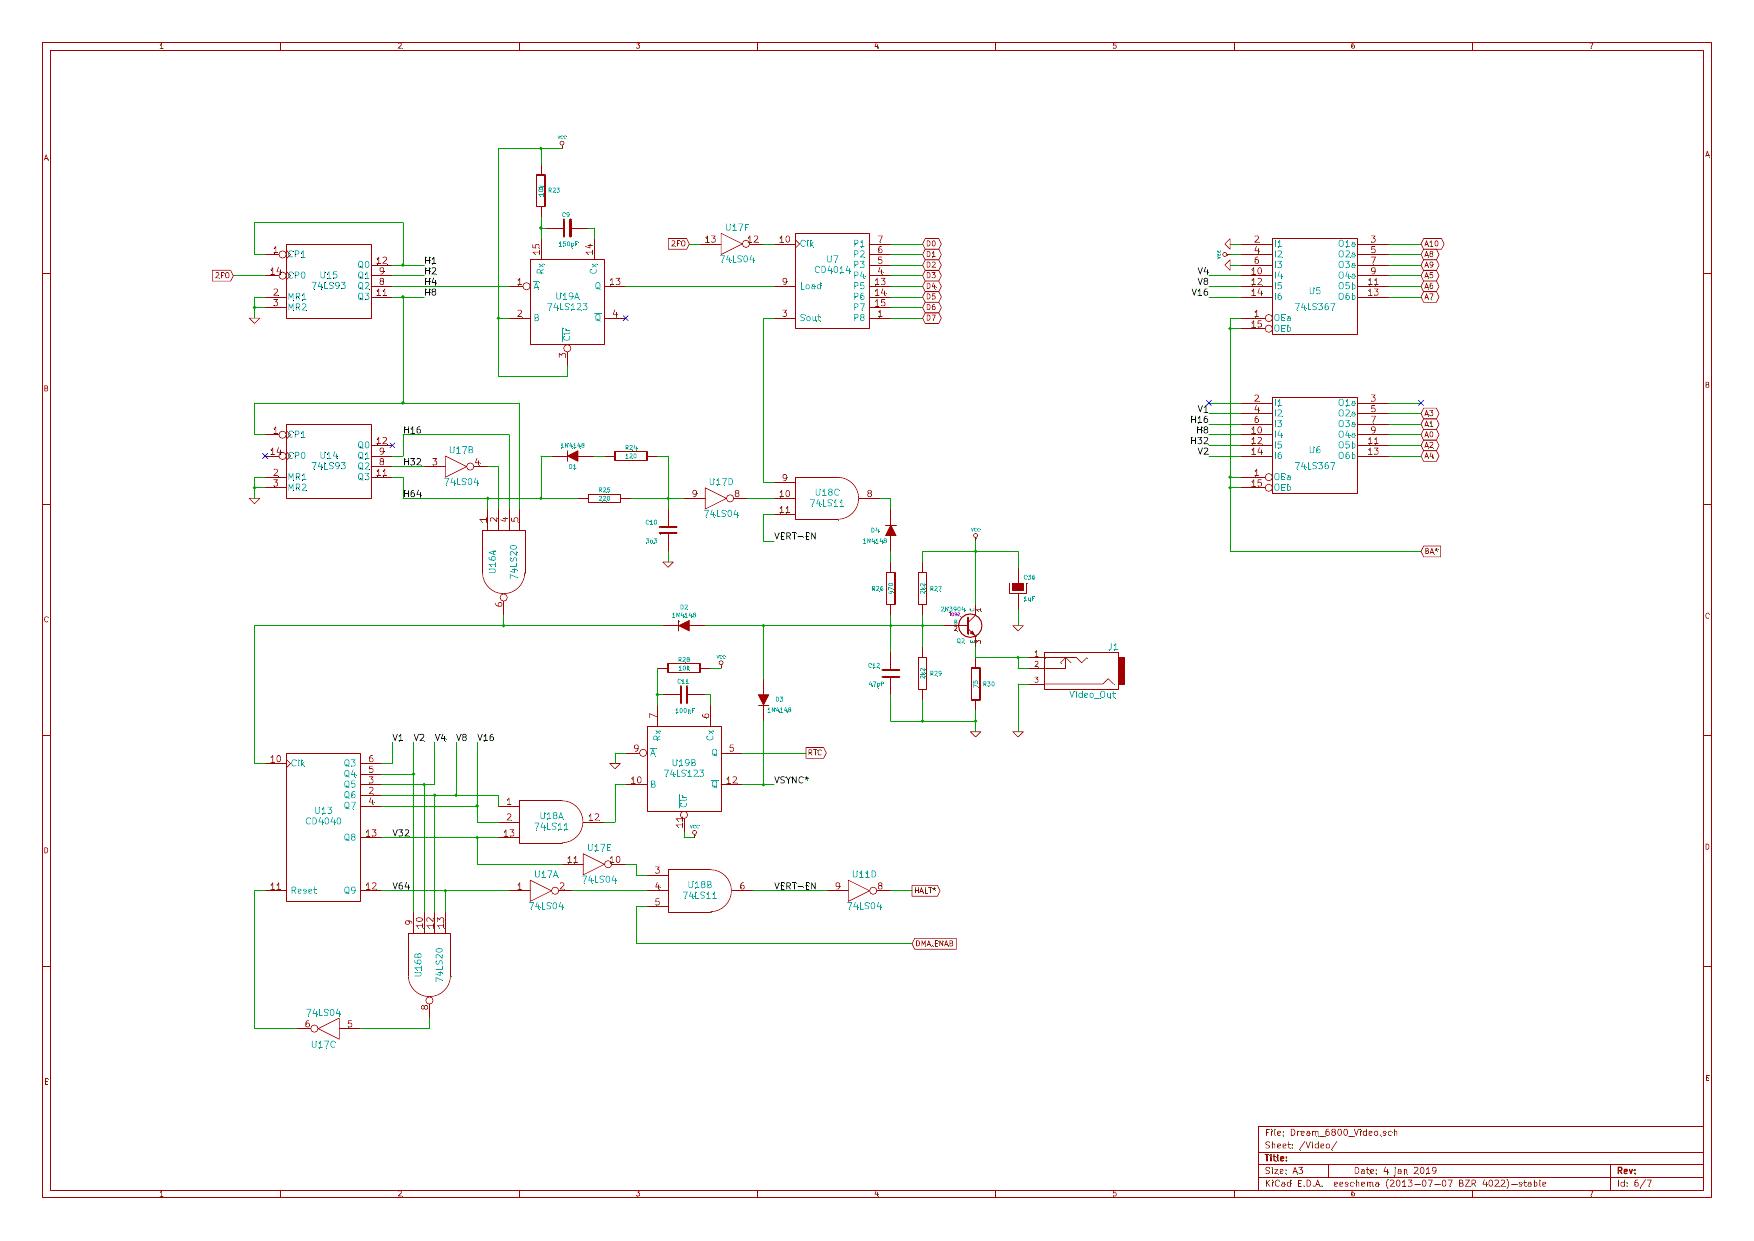 1 2 3 4 5 6 7
A
B
C
D
E
VCC
10k R23
C9
150pF
15 14
Rx Cx
1 A Q 13
U19A
74LS123
2 B Q 4
Clr
3
1 CP1
Q0 12 H1
2F0 14 CP0 Q1 9 H2
U15
74LS93
Q2 8 H4
2 MR1 Q3 11 H8
3 MR2
2F0 13 U17F 12
74LS04
10 Clk
U7
CD4014
9 Load
3 Sout
P1 7 D0
P2 6 D1
P3 5 D2
P4 4 D3
P5 13 D4
P6 14 D5
P7 15 D6
P8 1 D7
VCC
2 I1 O1a 3 A10
4 I2 O2a 5 A8
6 I3 O3a 7 A9
V4 10 I4 O4a 9 A5
V8 12 I5 O5b 11 A6
V16 14 I6 O6b 13 A7
U5
74LS367
1 OEa
15 OEb
2 I1 O1a 3
V1 4 I2 O2a 5 A3
H16 6 I3 O3a 7 A1
H8 10 I4 O4a 9 A0
H32 12 I5 O5b 11 A2
V2 14 I6 O6b 13 A4
U6
74LS367
1 OEa
15 OEb
BA*
1 CP1
Q0 12
14 CP0 Q1 9 H16
U14
74LS93
Q2 8 H32
2 MR1 Q3 11 H64
3 MR2
U17B
3 4
74LS04
1N4148
D1
R24
120
R25
220
C10
3n3
9 U17D 8
74LS04
9
10
11
U18C
74LS11
8
VERT-EN
1 2 4 5
U16A
74LS20
6
D4
1N4148
R26 470
2k2 R27
VCC
C36
1uF
2N3904
Q2
D2
1N4148
R28
10k
VCC
C11
100nF
7 6
Rx Cx
9 A Q 5 RTC
U19B
74LS123
10 B Q 12 VSYNC*
Clr
11
VCC
D3
1N4148
C12
47pF
2k2 R29
75 R30
1
2
3
J1
Video_Out
V1 V2 V4 V8 V16
10 Clk
Q3 6
Q4 5
Q5 3
Q6 2
Q7 4
U13
CD4040
Q8 13 V32
11 Reset Q9 12 V64
1
2
13
U18A
74LS11
12
U17E
11 10
74LS04
U17A
1 2
74LS04
3
4
5
U18B
74LS11
6 VERT-EN
U11D
9 8
74LS04
HALT*
DMA.ENAB
9 10 12 13
U16B
74LS20
8
74LS04
6 5
U17C
File: Dream_6800_Video.sch
Sheet: /Video/
Title:
Size: A3 Date: 4 jan 2019 Rev:
KiCad E.D.A. eeschema (2013-07-07 BZR 4022)-stable Id: 6/7